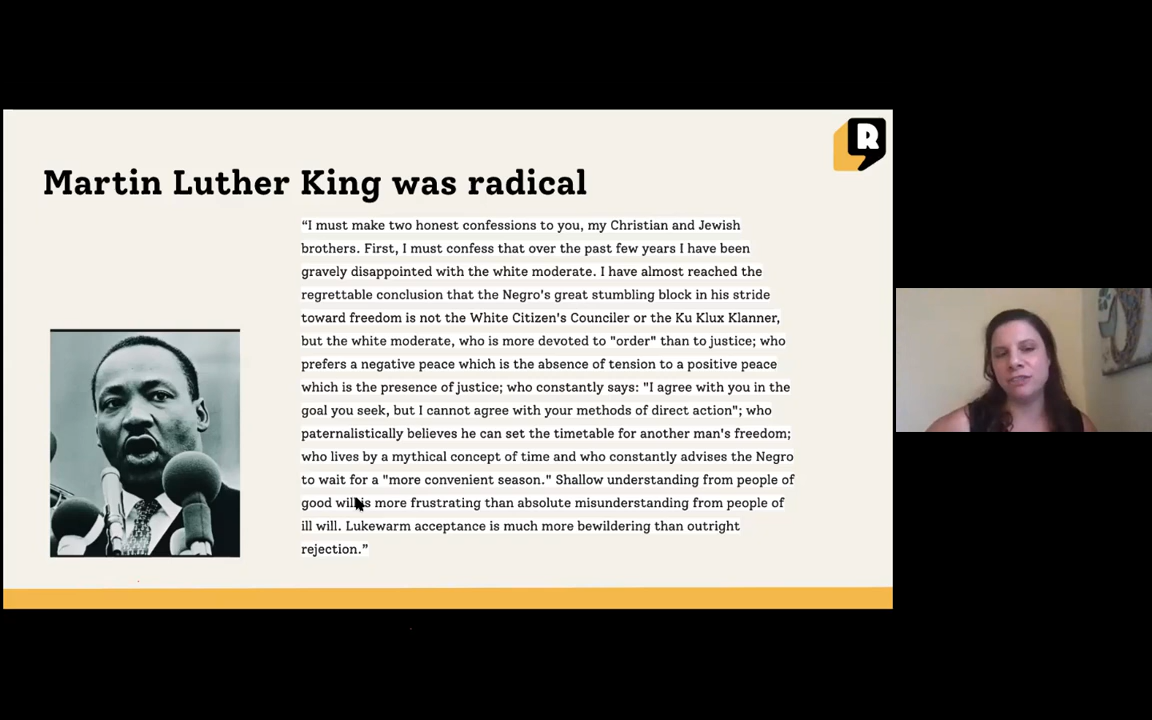 R
Martin Luther King was radical
“I must make two honest confessions to you, my Christian and Jewish
brothers. First, I must confess that over the past few years I have been
gravely disappointed with the white moderate. I have almost reached the
regrettable conclusion that the Negro's great stumbling block in his stride
toward freedom is not the White Citizen's Counciler or the Ku Klux Klanner,
but the white moderate, who is more devoted to "order" than to justice; who
prefers a negative peace which is the absence of tension to a positive peace
which is the presence of justice; who constantly says: "I agree with you in the
goal you seek, but I cannot agree with your methods of direct action"; who
paternalistically believes he can set the timetable for another man's freedom;
who lives by a mythical concept of time and who constantly advises the Negro
to wait for a "more convenient season." Shallow understanding from people of
good will is more frustrating than absolute misunderstanding from people of
ill will. Lukewarm acceptance is much more bewildering than outright
rejection.”